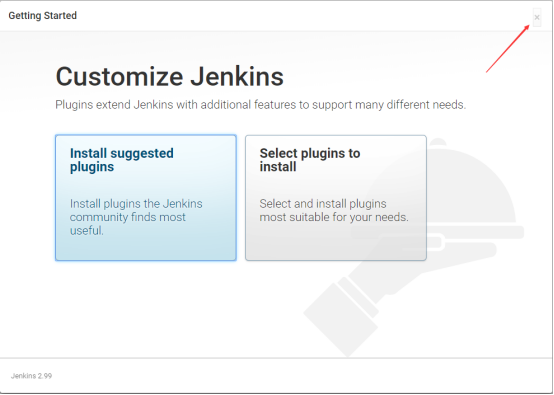 Getting Started
×
Customize Jenkins
Plugins extend Jenkins with additional features to support many different needs.
Install suggested
plugins
Install plugins the Jenkins
community finds most
useful.
Select plugins to
install
Select and install plugins
most suitable for your needs.
Jenkins 2.99